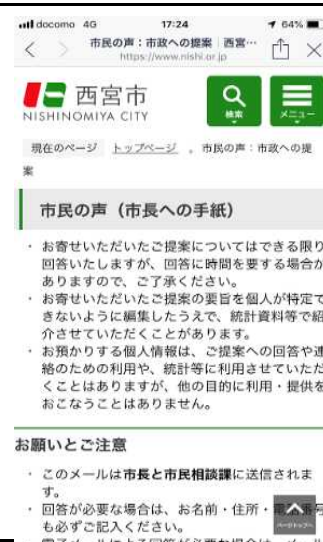 docomo 4G 17:24 64%
市民の声:市政への提案 | 西宮…
https://www.nishi.or.jp
西宮市
NISHINOMIYA CITY
検索
メニュー
現在のページ トップページ 。 市民の声:市政への提
案
市民の声(市長への手紙)
・ お寄せいただいたご提案についてはできる限り
回答いたしますが、回答に時間を要する場合が
ありますので、ご了承ください。
・ お寄せいただいたご提案の要旨を個人が特定で
きないように編集したうえで、統計資料等で紹
介させていただくことがあります。
・ お預かりする個人情報は、ご提案への回答や連
絡のための利用や、統計等に利用させていただ
くことはありますが、他の目的に利用・提供を
おこなうことはありません。
お願いとご注意
・ このメールは市長と市民相談課に送信されま
す。
・ 回答が必要な場合は、お名前・住所・電話番号
も必ずご記入ください。